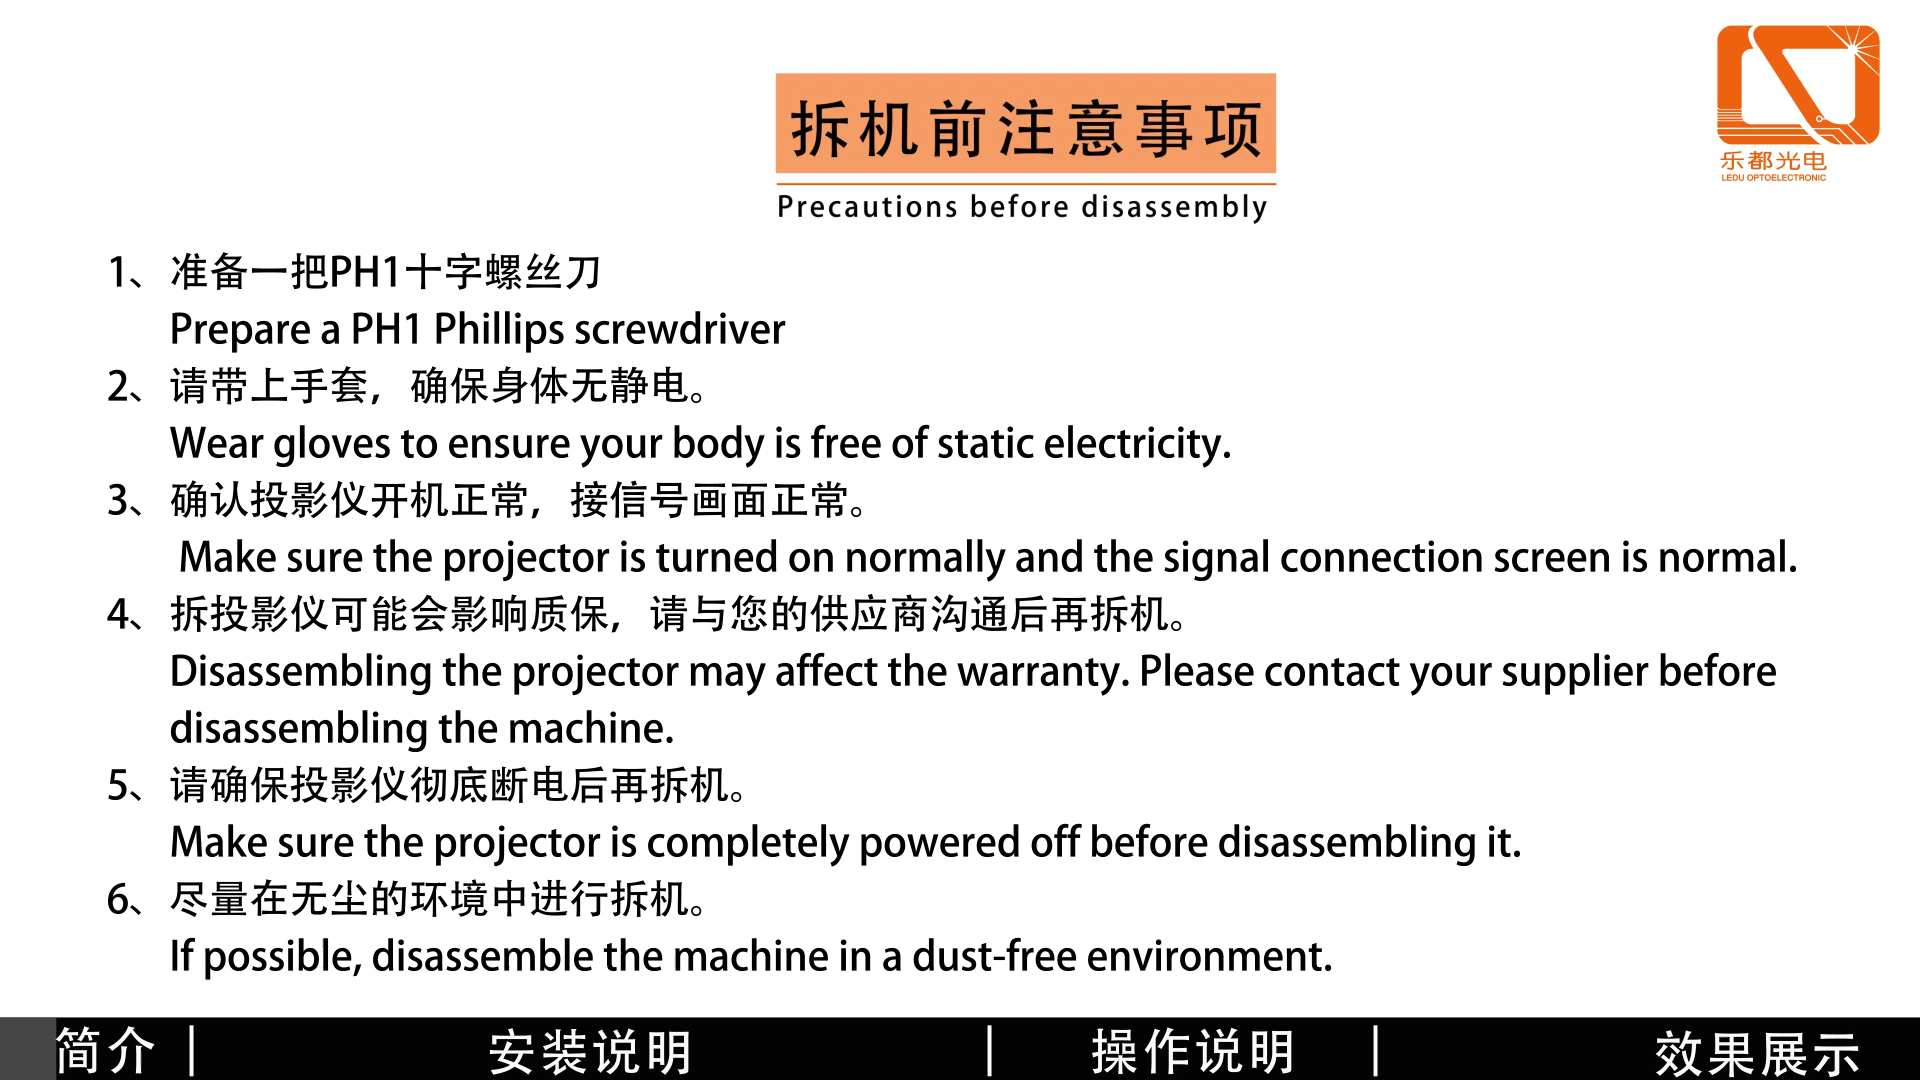 乐都光电
LEDU OPTOELECTRONIC
拆机前注意事项
Precautions before disassembly
1、准备一把PH1十字螺丝刀
Prepare a PH1 Phillips screwdriver
2、请带上手套，确保身体无静电。
Wear gloves to ensure your body is free of static electricity.
3、确认投影仪开机正常，接信号画面正常。
Make sure the projector is turned on normally and the signal connection screen is normal.
4、拆投影仪可能会影响质保，请与您的供应商沟通后再拆机。
Disassembling the projector may affect the warranty. Please contact your supplier before
disassembling the machine.
5、请确保投影仪彻底断电后再拆机。
Make sure the projector is completely powered off before disassembling it.
6、尽量在无尘的环境中进行拆机。
If possible, disassemble the machine in a dust-free environment.
简介 | 安装说明 | 操作说明 | 效果展示